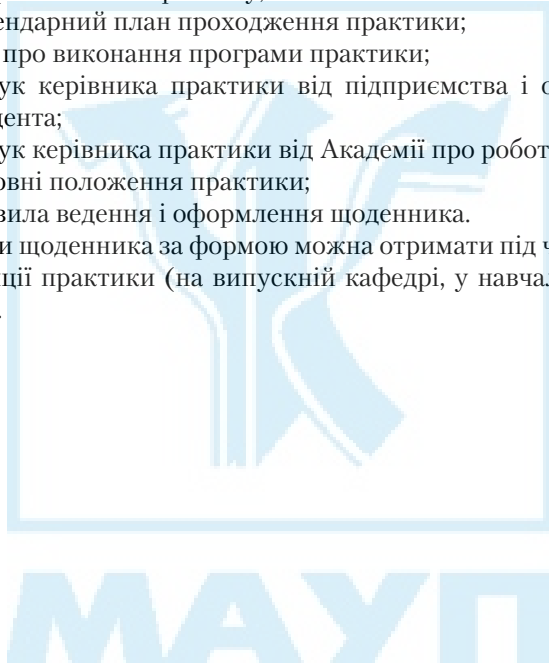 ендарний план проходження практики;
про виконання програми практики;
ук керівника практики від підприємства і о
дента;
ук керівника практики від Академії про робот
овні положення практики;
вила ведення і оформлення щоденника.
и щоденника за формою можна отримати під ч
ції практики (на випускній кафедрі, у навчал
МАУП